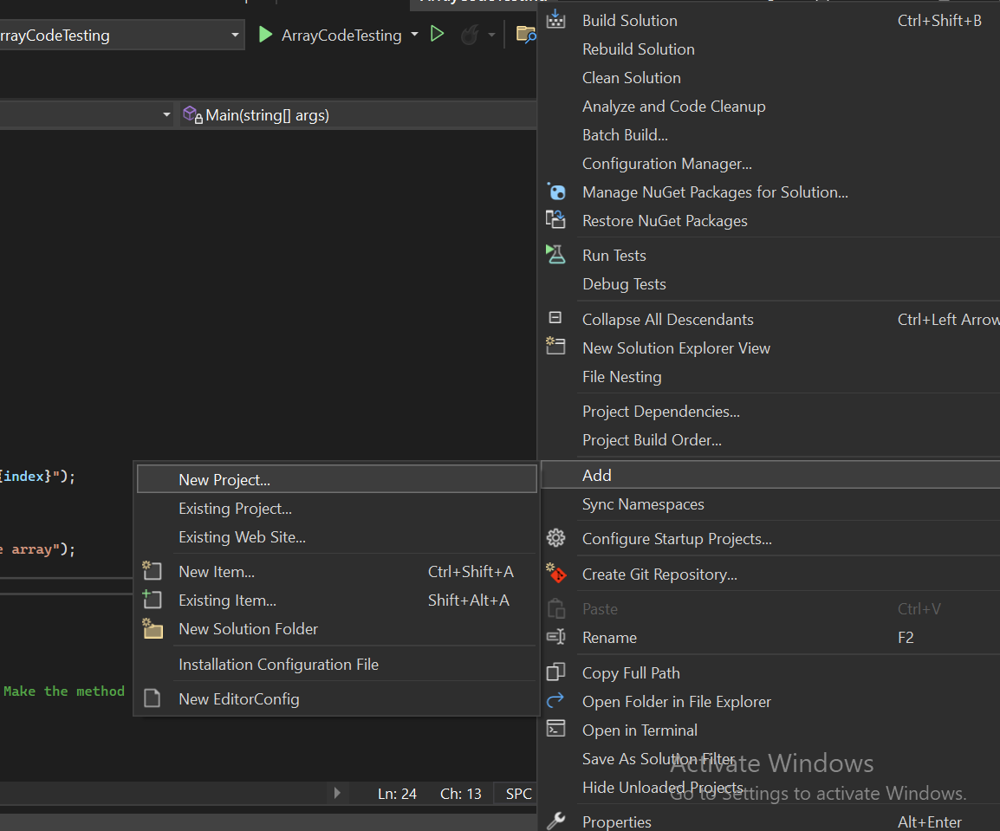 ArrayCodeTesting
rrayCodeTesting
ArrayCodeTesting
Main(string[] args)
{index}");
e array");
Make the method
Ln: 24
Ch: 13
SPC
New Project...
Existing Project...
Existing Web Site...
New Item... Ctrl+Shift+A
Existing Item... Shift+Alt+A
New Solution Folder
Installation Configuration File
New EditorConfig
Build Solution Ctrl+Shift+B
Rebuild Solution
Clean Solution
Analyze and Code Cleanup
Batch Build...
Configuration Manager...
Manage NuGet Packages for Solution...
Restore NuGet Packages
Run Tests
Debug Tests
Collapse All Descendants Ctrl+Left Arrow
New Solution Explorer View
File Nesting
Project Dependencies...
Project Build Order...
Add
Sync Namespaces
Configure Startup Projects...
Create Git Repository...
Paste Ctrl+V
Rename F2
Copy Full Path
Open Folder in File Explorer
Open in Terminal
Save As Solution Filter
Hide Unloaded Projects
Properties Alt+Enter
Activate Windows
Go to Settings to activate Windows.